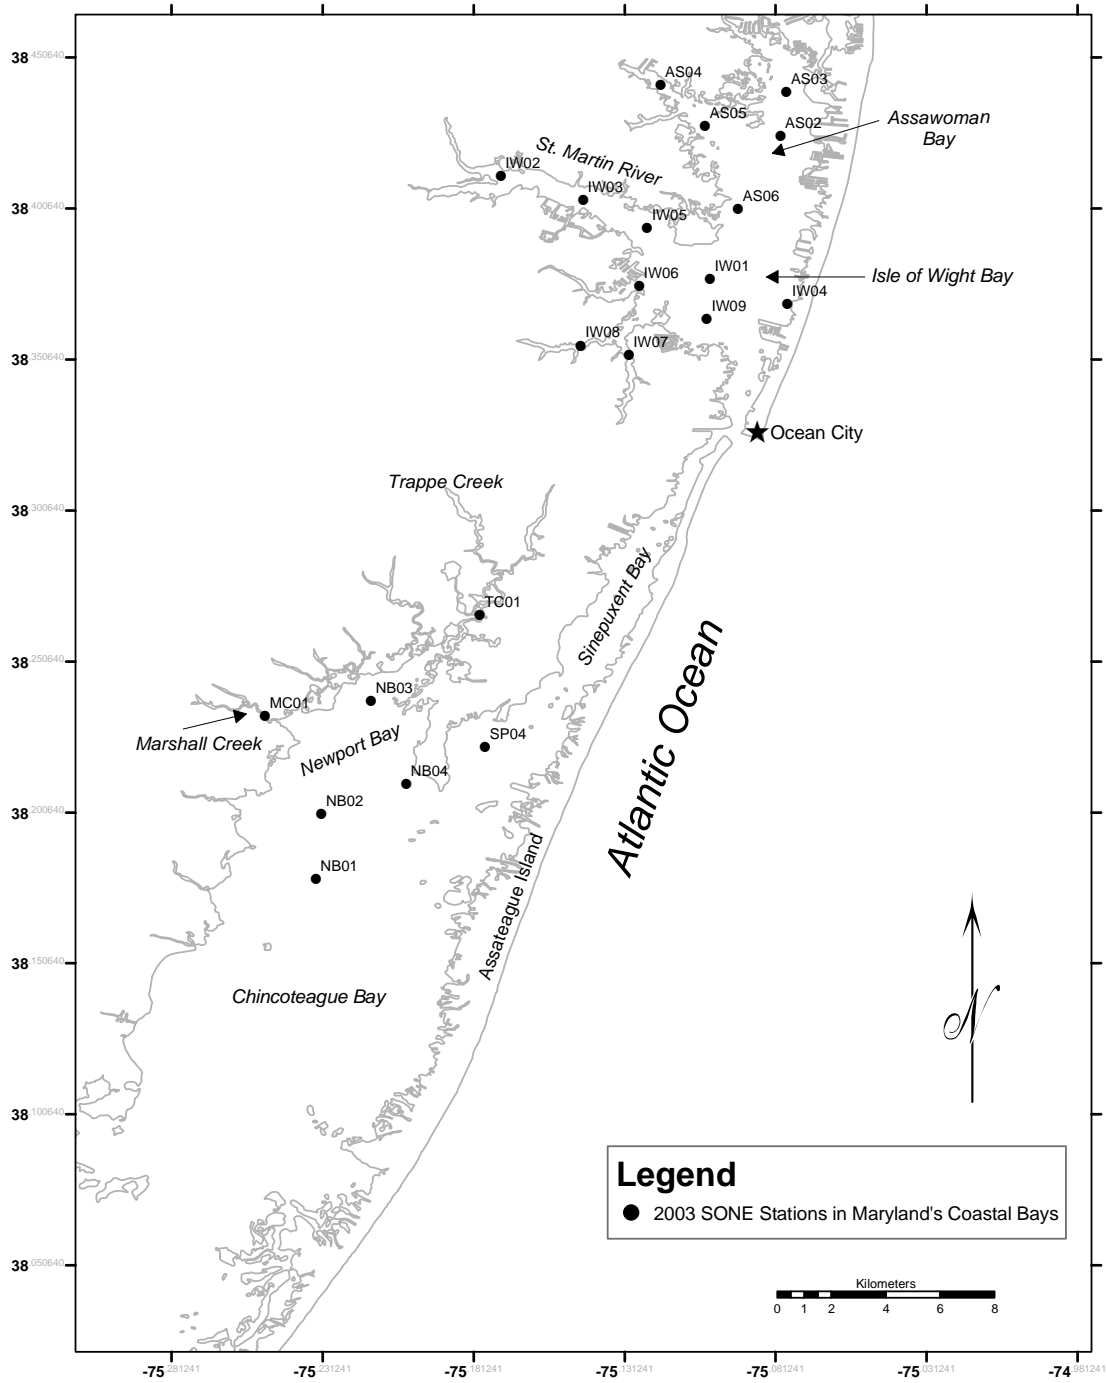 38.450640
AS04
AS03
AS05
AS02
Assawoman
Bay
St. Martin River
IW02
IW03
38.400640
AS06
IW05
IW01
IW06
Isle of Wight Bay
IW04
IW09
IW08
IW07
38.350640
Ocean City
Trappe Creek
38.300640
Sinepuxent Bay
TC01
Atlantic Ocean
38.250640
NB03
MC01
Marshall Creek
Newport Bay
SP04
NB04
NB02
38.200640
NB01
Assateague Island
38.150640
Chincoteague Bay
N
38.100640
Legend
2003 SONE Stations in Maryland's Coastal Bays
38.050640
Kilometers
0 1 2 4 6 8
-75.281241 -75.231241 -75.181241 -75.131241 -75.081241 -75.031241 -74.981241